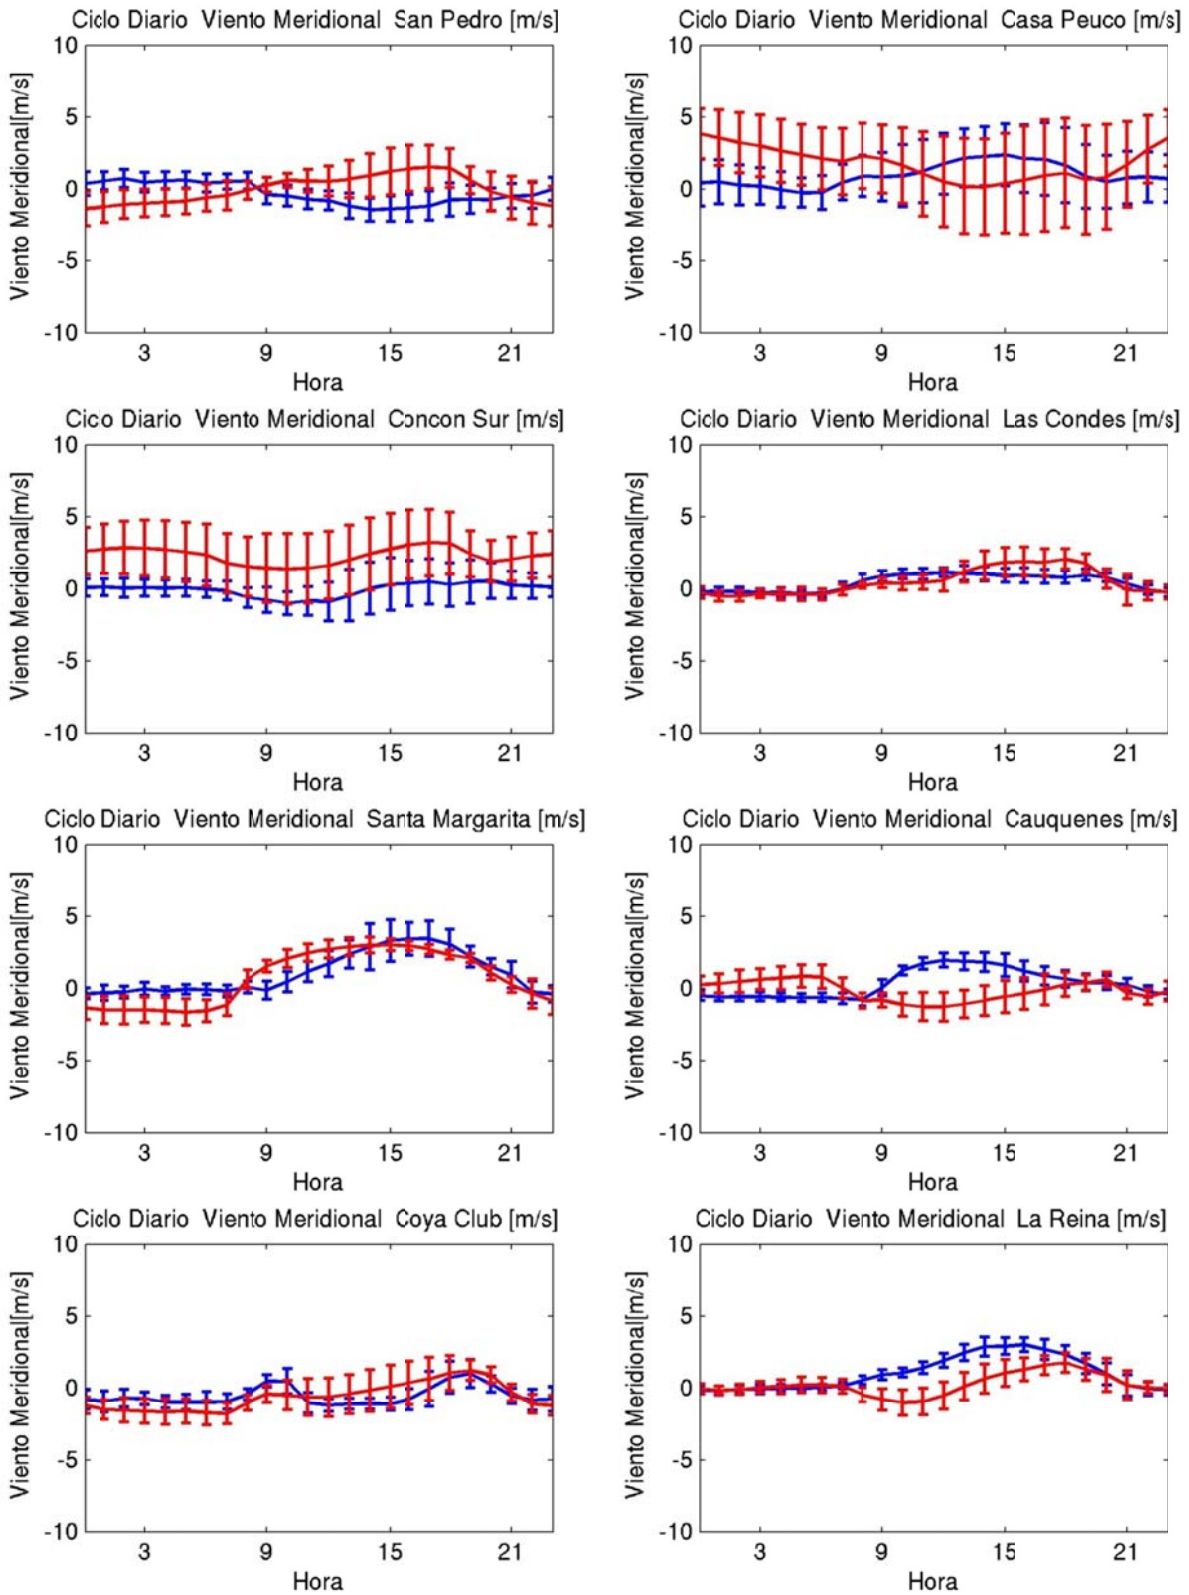 Ciclo Diario Viento Meridional San Pedro [m/s]
Viento Meridional[m/s]
10
5
0
-5
-10
3 9 15 21
Hora
Ciclo Diario Viento Meridional Casa Peuco [m/s]
Viento Meridional[m/s]
10
5
0
-5
-10
3 9 15 21
Hora
Ciclo Diario Viento Meridional Concon Sur [m/s]
Viento Meridional[m/s]
10
5
0
-5
-10
3 9 15 21
Hora
Ciclo Diario Viento Meridional Las Condes [m/s]
Viento Meridional[m/s]
10
5
0
-5
-10
3 9 15 21
Hora
Ciclo Diario Viento Meridional Santa Margarita [m/s]
Viento Meridional[m/s]
10
5
0
-5
-10
3 9 15 21
Hora
Ciclo Diario Viento Meridional Cauquenes [m/s]
Viento Meridional[m/s]
10
5
0
-5
-10
3 9 15 21
Hora
Ciclo Diario Viento Meridional Coya Club [m/s]
Viento Meridional[m/s]
10
5
0
-5
-10
3 9 15 21
Hora
Ciclo Diario Viento Meridional La Reina [m/s]
Viento Meridional[m/s]
10
5
0
-5
-10
3 9 15 21
Hora